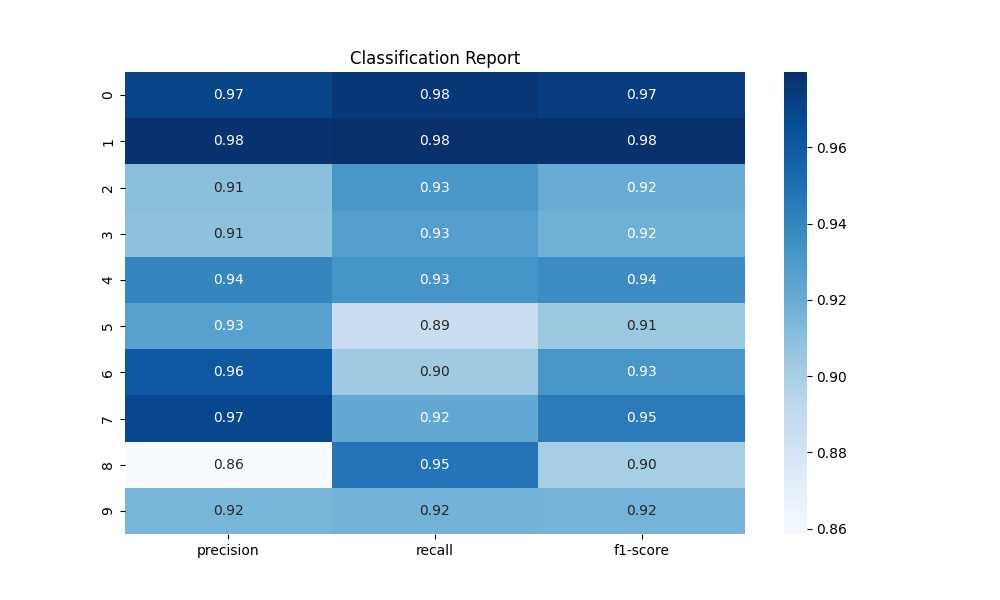 Classification Report
0 0.97 0.98 0.97
1 0.98 0.98 0.98
2 0.91 0.93 0.92
3 0.91 0.93 0.92
4 0.94 0.93 0.94
5 0.93 0.89 0.91
6 0.96 0.90 0.93
7 0.97 0.92 0.95
8 0.86 0.95 0.90
9 0.92 0.92 0.92
precision recall f1-score
0.96
0.94
0.92
0.90
0.88
0.86